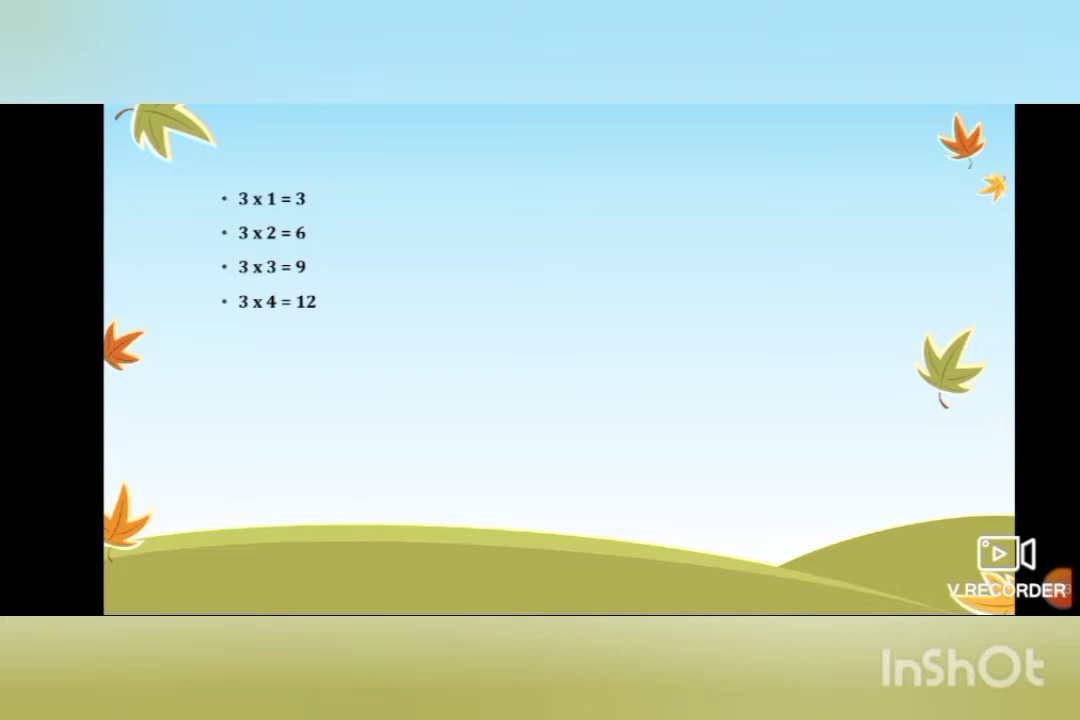 • 3 x 1 = 3
• 3 x 2 = 6
• 3 x 3 = 9
• 3 x 4 = 12
V RECORDER
InShOt